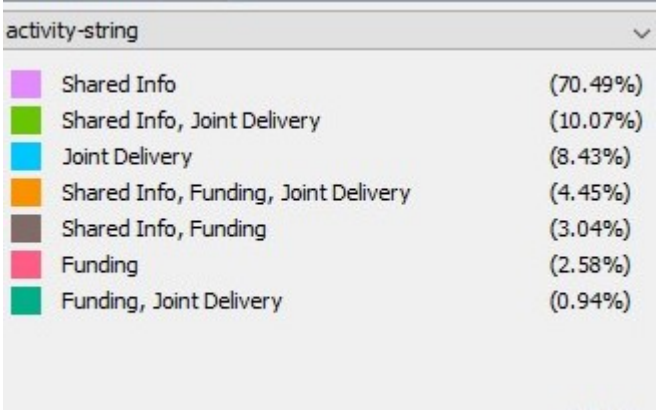 activity-string
Shared Info (70.49%)
Shared Info, Joint Delivery (10.07%)
Joint Delivery (8.43%)
Shared Info, Funding, Joint Delivery (4.45%)
Shared Info, Funding (3.04%)
Funding (2.58%)
Funding, Joint Delivery (0.94%)